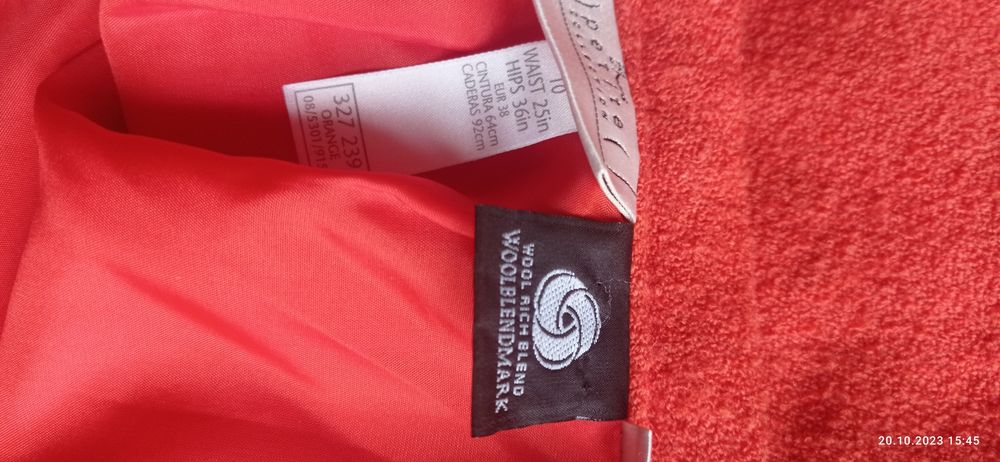 10
WAIST 25in
HIPS 36in
EUR 38
CINTURA 64cm
CADERAS 92cm
327 239
ORANGE
WOOL RICH BLEND
WOOLBLENDMARK
20.10.2023 15:45